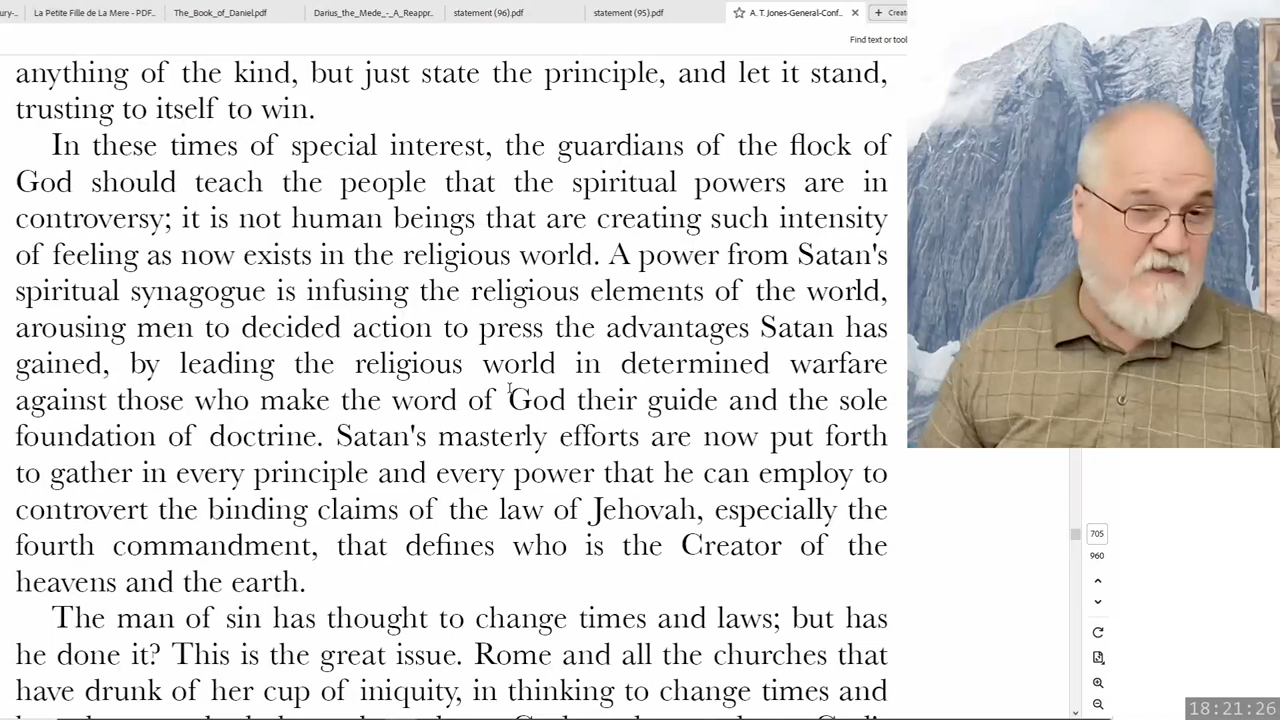 ury-..
La Petite Fille de La Mere - PDF...
The_Book_of_Daniel.pdf
Darius_the_Mede_-_A_Reappr...
statement (96).pdf
statement (95).pdf
A. T. Jones-General-Conf...
Creat
Find text or tool
anything of the kind, but just state the principle, and let it stand,
trusting to itself to win.
In these times of special interest, the guardians of the flock of
God should teach the people that the spiritual powers are in
controversy; it is not human beings that are creating such intensity
of feeling as now exists in the religious world. A power from Satan's
spiritual synagogue is infusing the religious elements of the world,
arousing men to decided action to press the advantages Satan has
gained, by leading the religious world in determined warfare
against those who make the word of God their guide and the sole
foundation of doctrine. Satan's masterly efforts are now put forth
to gather in every principle and every power that he can employ to
controvert the binding claims of the law of Jehovah, especially the
fourth commandment, that defines who is the Creator of the
heavens and the earth.
The man of sin has thought to change times and laws; but has
he done it? This is the great issue. Rome and all the churches that
have drunk of her cup of iniquity, in thinking to change times and
705
960
18:21:26